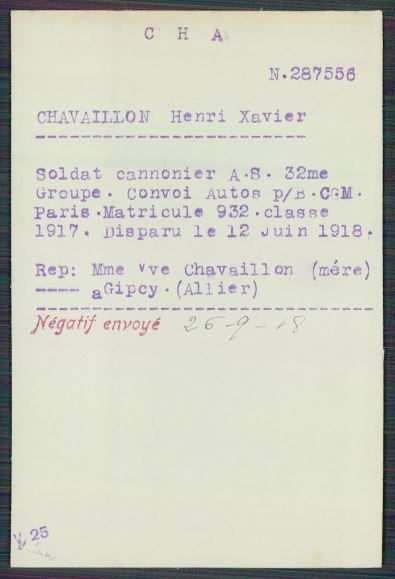 C H A
N.287556
CHAVAILLON Henri Xavier
Soldat cannonier A.S. 32me
Groupe. Convoi Autos p/B.CGM.
Paris.Matricule 932.classe
1917. Disparu le 12 Juin 1918.
Rep: Mme Vve Chavaillon (mére)
aGipcy.(Allier)
Négatif envoyé 26-9-18
25